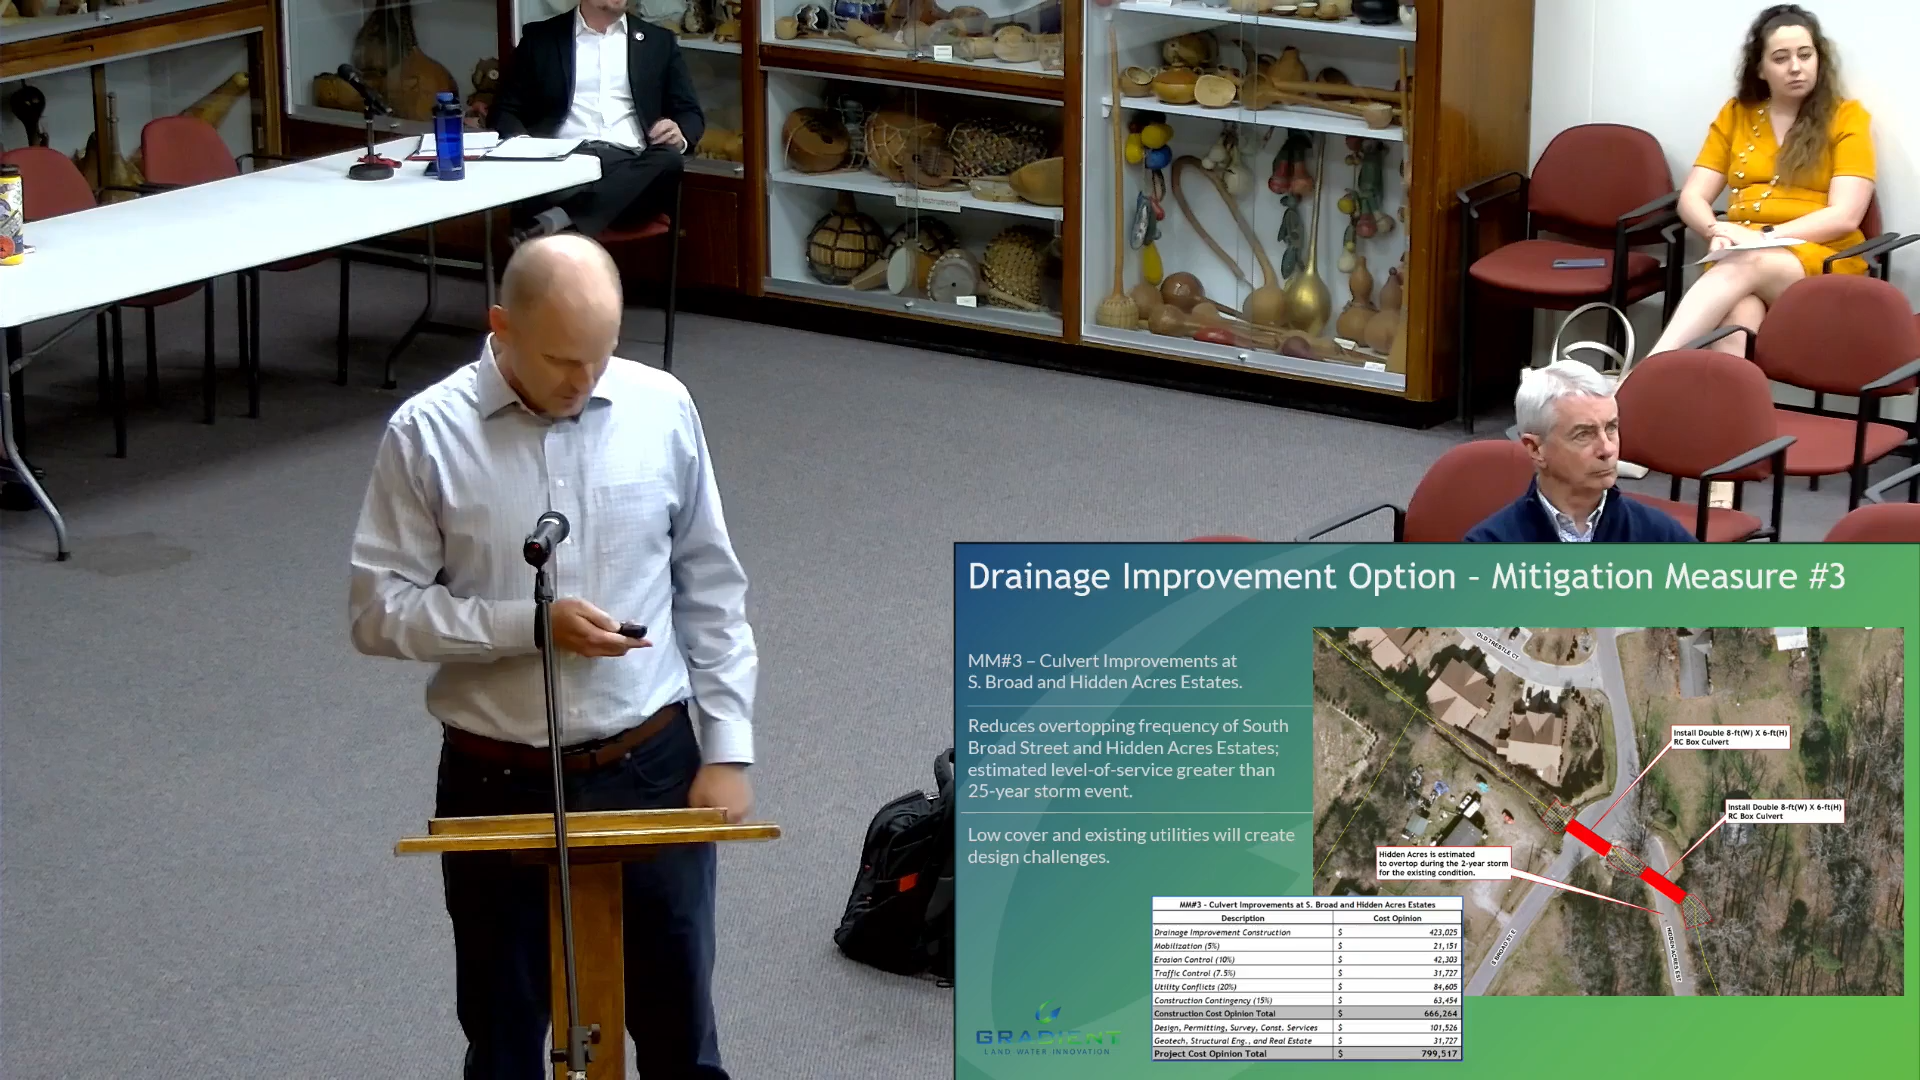 Musical Instruments
Drainage Improvement Option – Mitigation Measure #3
MM#3 – Culvert Improvements at
S. Broad and Hidden Acres Estates.
Reduces overtopping frequency of South
Broad Street and Hidden Acres Estates;
estimated level-of-service greater than
25-year storm event.
Low cover and existing utilities will create
design challenges.
OLD TRESTLE CT
Install Double 8-ft(W) X 6-ft(H)
RC Box Culvert
Install Double 8-ft(W) X 6-ft(H)
RC Box Culvert
Hidden Acres is estimated
to overtop during the 2-year storm
for the existing condition.
S BROAD ST E
HIDDEN ACRES EST
MM#3 - Culvert Improvements at S. Broad and Hidden Acres Estates
Description Cost Opinion
Drainage Improvement Construction $ 423,025
Mobilization (5%) $ 21,151
Erosion Control (10%) $ 42,303
Traffic Control (7.5%) $ 31,727
Utility Conflicts (20%) $ 84,605
Construction Contingency (15%) $ 63,454
Construction Cost Opinion Total $ 666,264
Design, Permitting, Survey, Const. Services $ 101,526
Geotech, Structural Eng., and Real Estate $ 31,727
Project Cost Opinion Total $ 799,517
GRADIENT
LAND WATER INNOVATION